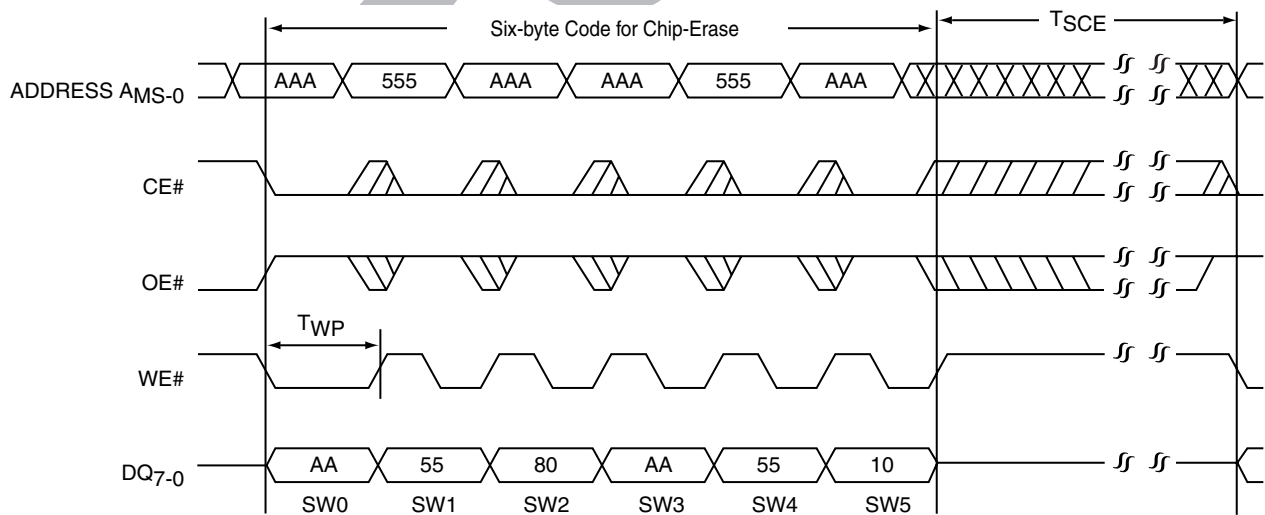 Six-byte Code for Chip-Erase TSCE
ADDRESS AMS-0 AAA 555 AAA AAA 555 AAA
CE#
OE#
TWP
WE#
DQ7-0 AA 55 80 AA 55 10
SW0 SW1 SW2 SW3 SW4 SW5